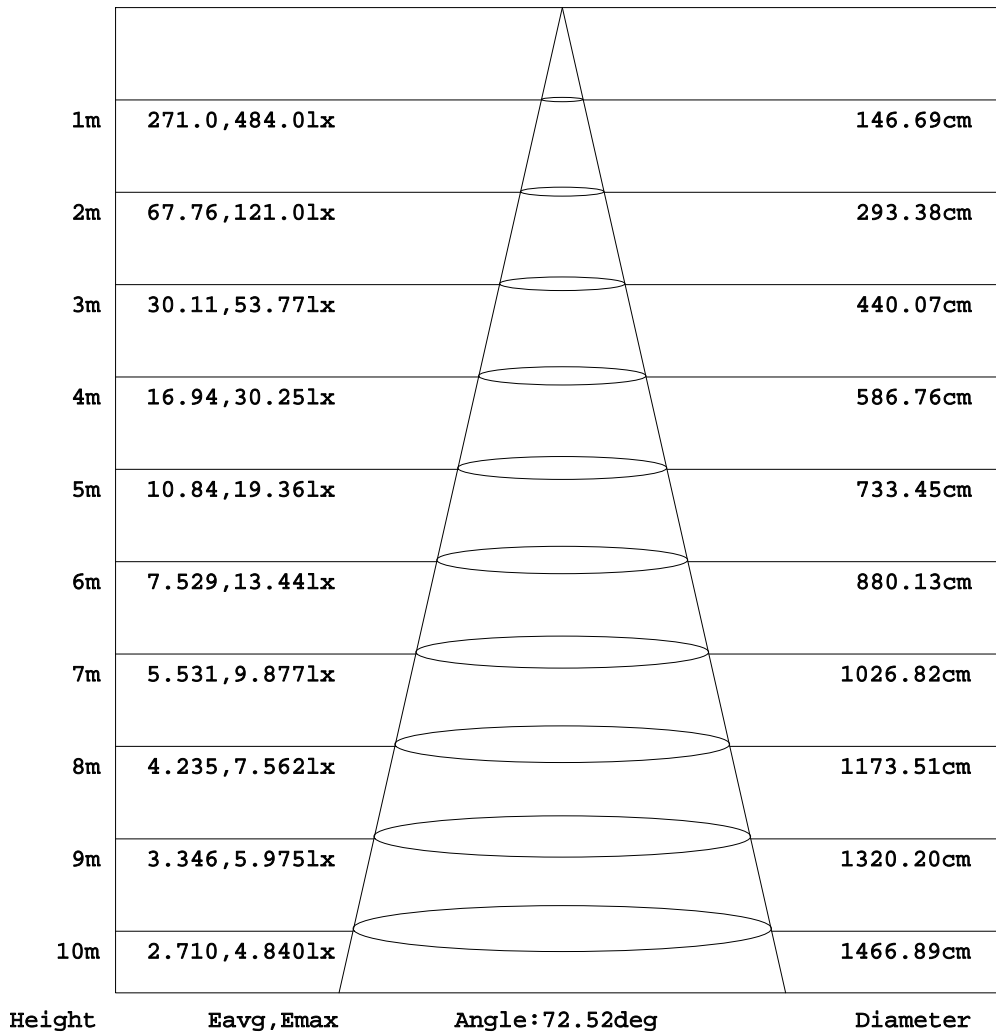 1m 271.0,484.0lx 146.69cm
2m 67.76,121.0lx 293.38cm
3m 30.11,53.77lx 440.07cm
4m 16.94,30.25lx 586.76cm
5m 10.84,19.36lx 733.45cm
6m 7.529,13.44lx 880.13cm
7m 5.531,9.877lx 1026.82cm
8m 4.235,7.562lx 1173.51cm
9m 3.346,5.975lx 1320.20cm
10m 2.710,4.840lx 1466.89cm
Height Eavg,Emax Angle:72.52deg Diameter